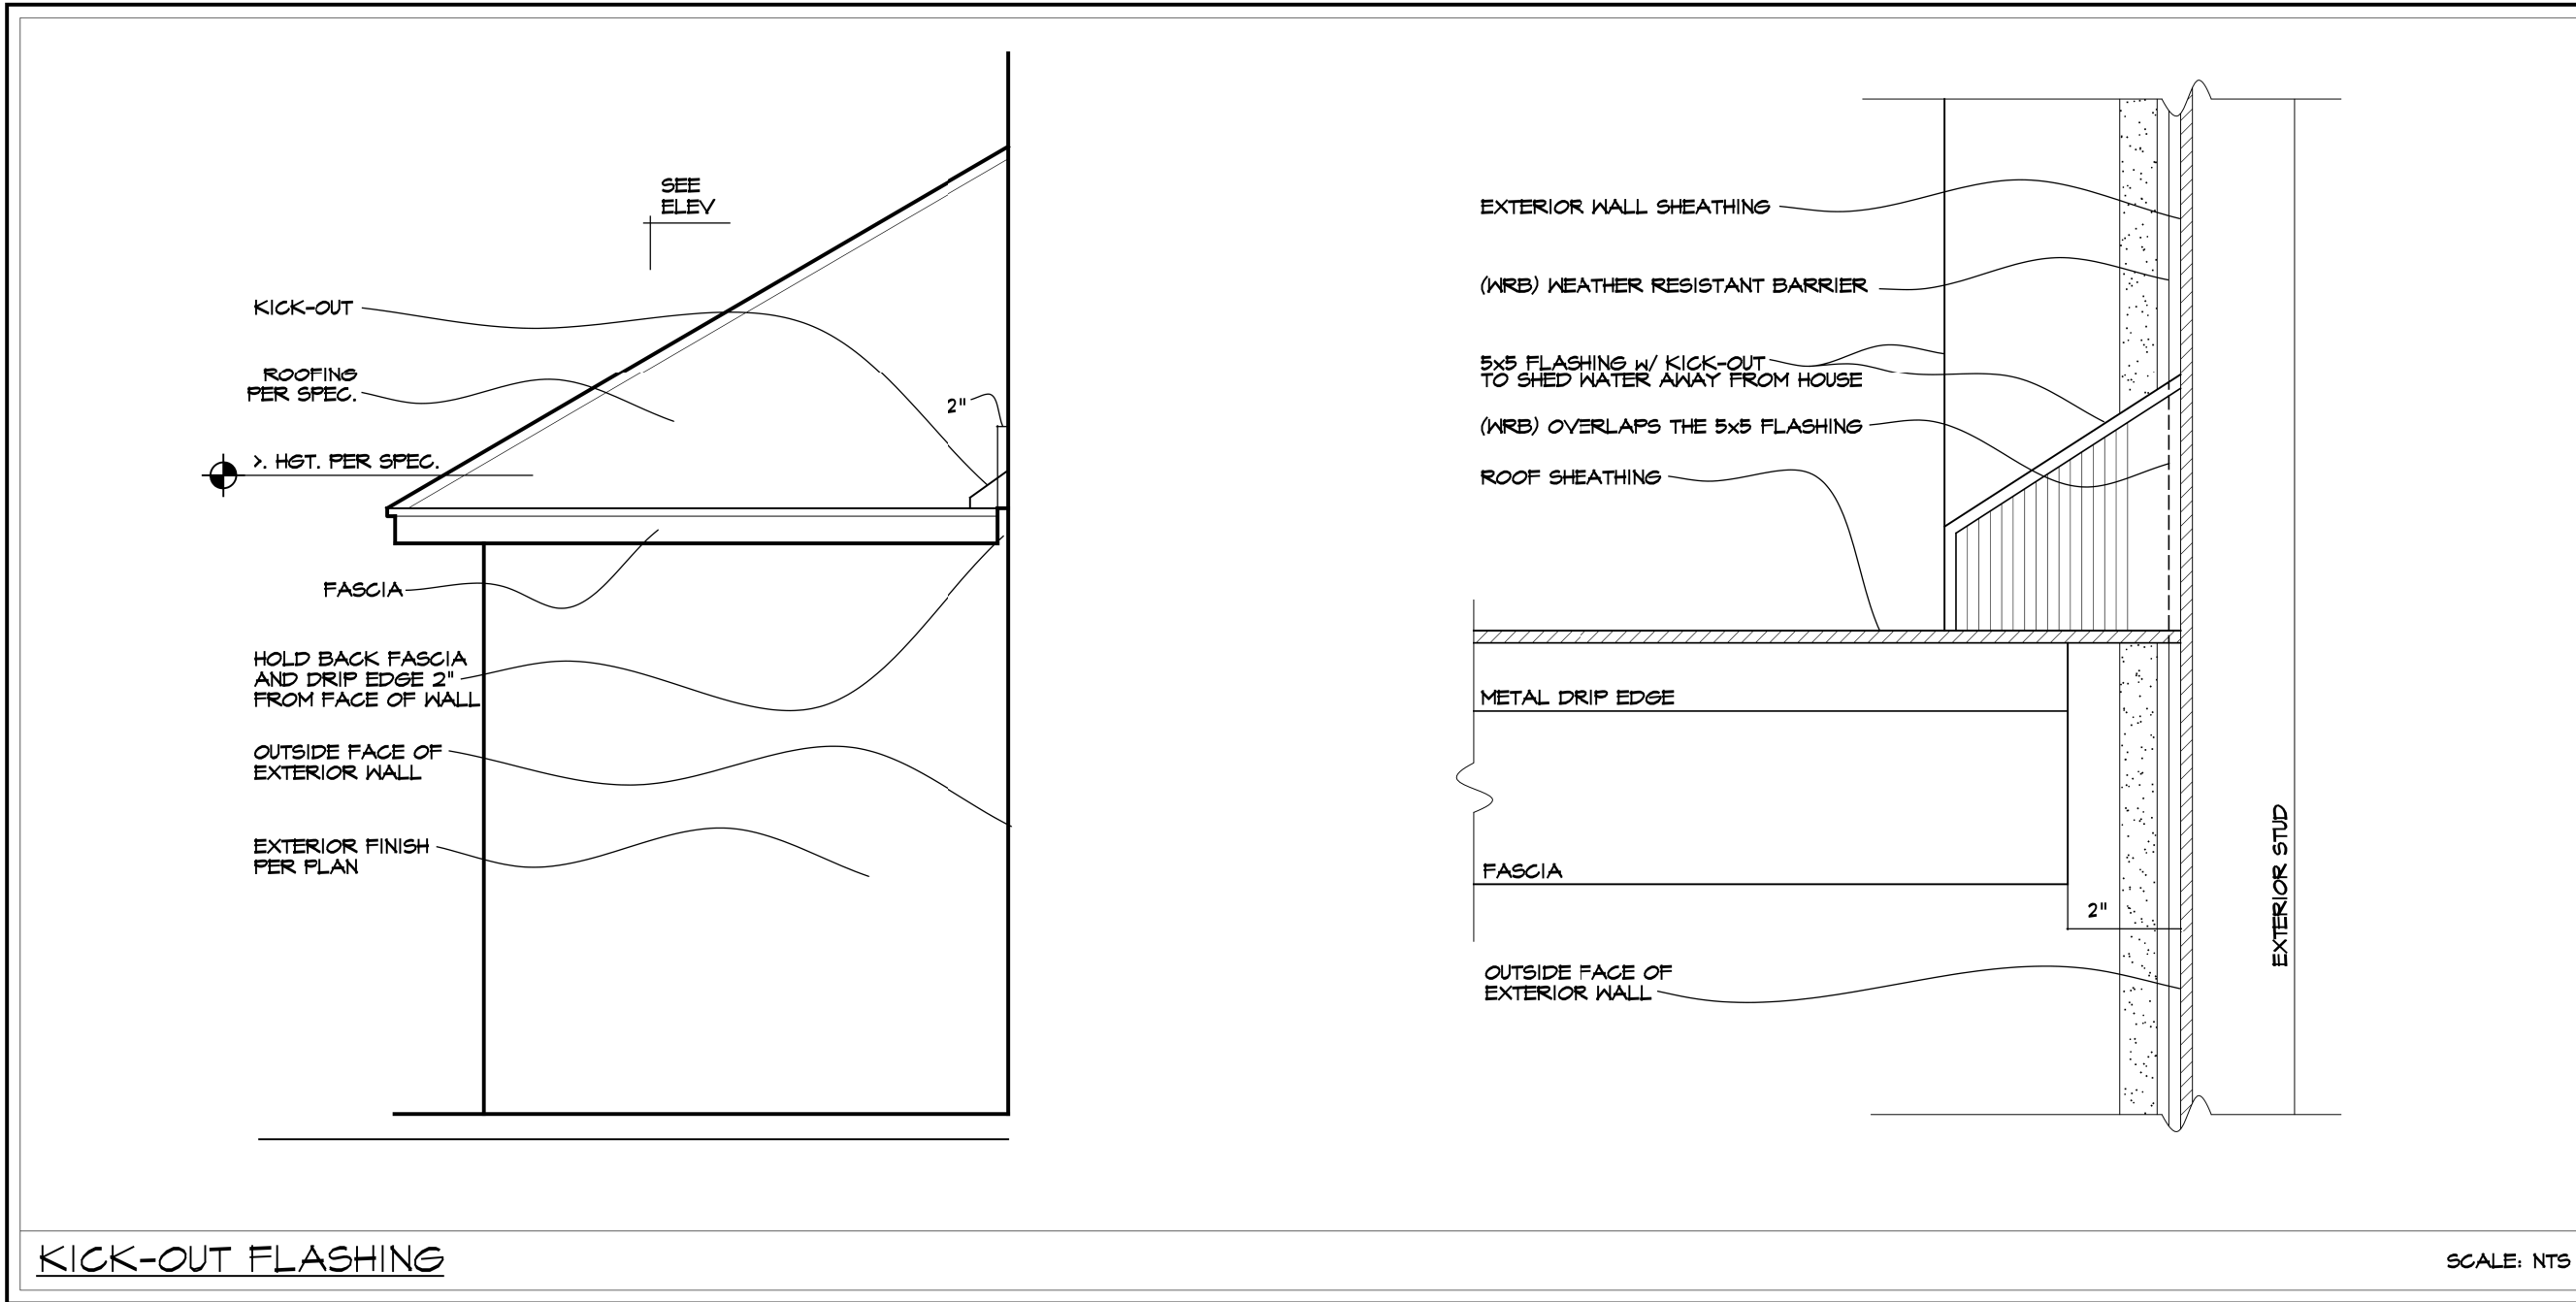 SEE
ELEV
KICK-OUT
ROOFING
PER SPEC.
2"
>. HGT. PER SPEC.
FASCIA
HOLD BACK FASCIA
AND DRIP EDGE 2"
FROM FACE OF WALL
OUTSIDE FACE OF
EXTERIOR WALL
EXTERIOR FINISH
PER PLAN
EXTERIOR WALL SHEATHING
(WRB) WEATHER RESISTANT BARRIER
5x5 FLASHING W/ KICK-OUT
TO SHED WATER AWAY FROM HOUSE
(WRB) OVERLAPS THE 5x5 FLASHING
ROOF SHEATHING
METAL DRIP EDGE
FASCIA
2"
EXTERIOR STUD
OUTSIDE FACE OF
EXTERIOR WALL
KICK-OUT FLASHING
SCALE: NTS